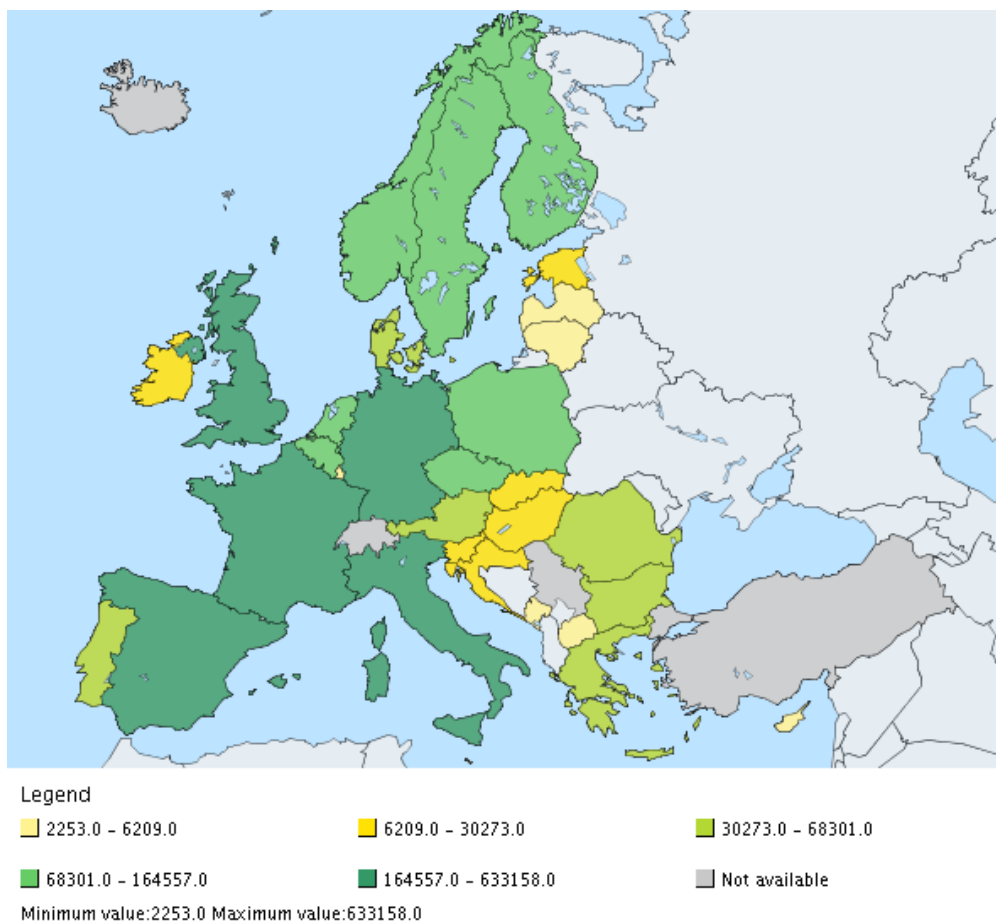 Legend
2253.0 - 6209.0 6209.0 - 30273.0 30273.0 - 68301.0
68301.0 - 164557.0 164557.0 - 633158.0 Not available
Minimum value:2253.0 Maximum value:633158.0